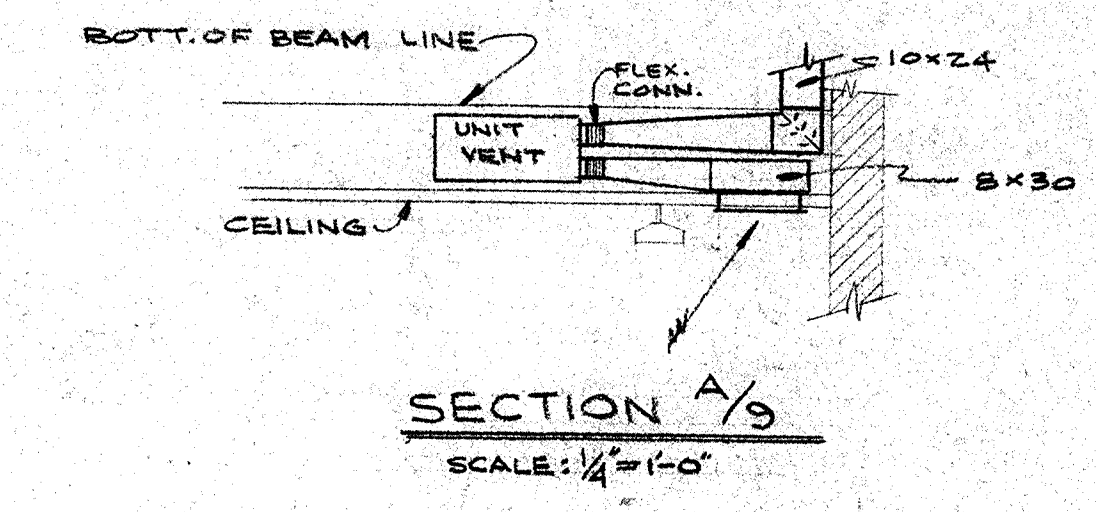 BOTT. OF BEAM LINE
FLEX.
CONN.
10x24
UNIT
VENT
8x30
CEILING
SECTION A/9
SCALE: 1/4"=1'-0"